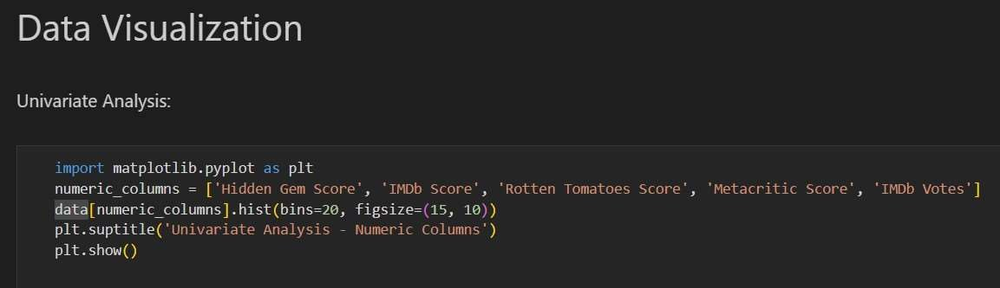 Data Visualization
Univariate Analysis:
import matplotlib.pyplot as plt
numeric_columns = ['Hidden Gem Score', 'IMDb Score', 'Rotten Tomatoes Score', 'Metacritic Score', 'IMDb Votes']
data[numeric_columns].hist(bins=20, figsize=(15, 10))
plt.suptitle('Univariate Analysis - Numeric Columns')
plt.show()